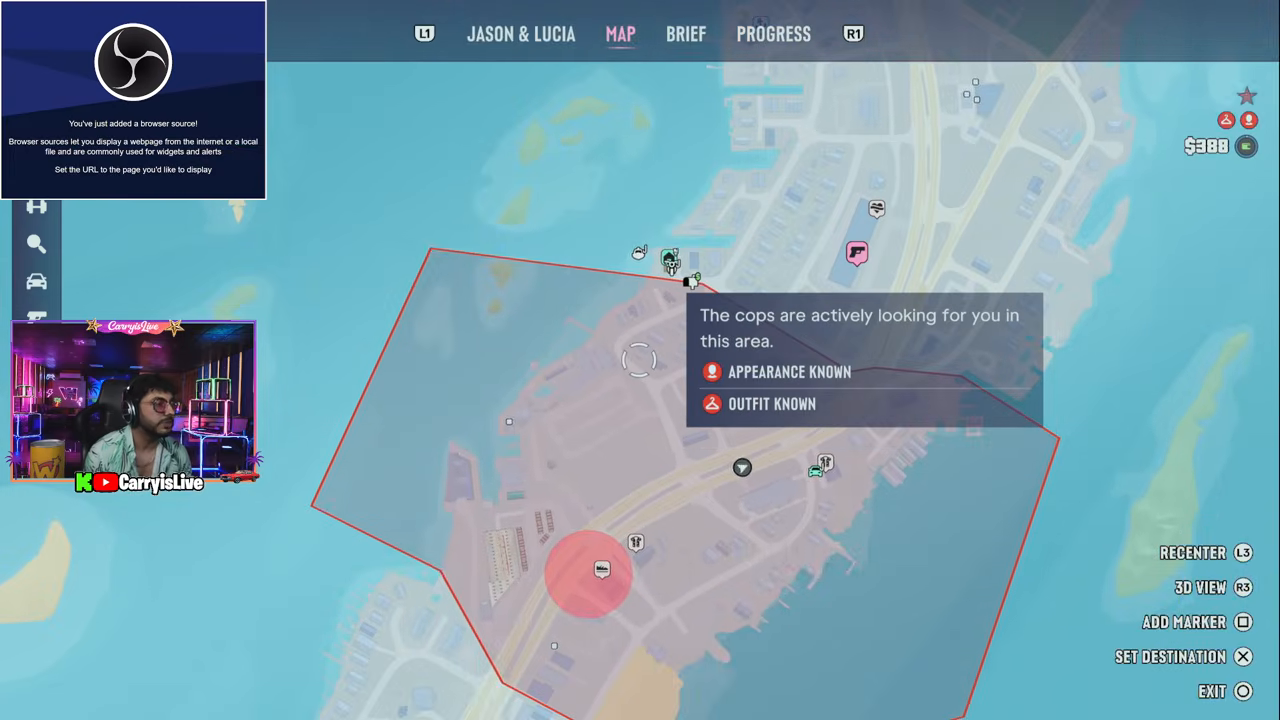 L1
JASON & LUCIA
MAP
BRIEF
PROGRESS
R1
You've just added a browser source!
Browser sources let you display a webpage from the internet or a local
file and are commonly used for widgets and alerts
Set the URL to the page you'd like to display
$388
The cops are actively looking for you in
this area.
APPEARANCE KNOWN
OUTFIT KNOWN
CarryisLive
K CarryisLive
RECENTER L3
3D VIEW R3
ADD MARKER
SET DESTINATION
EXIT